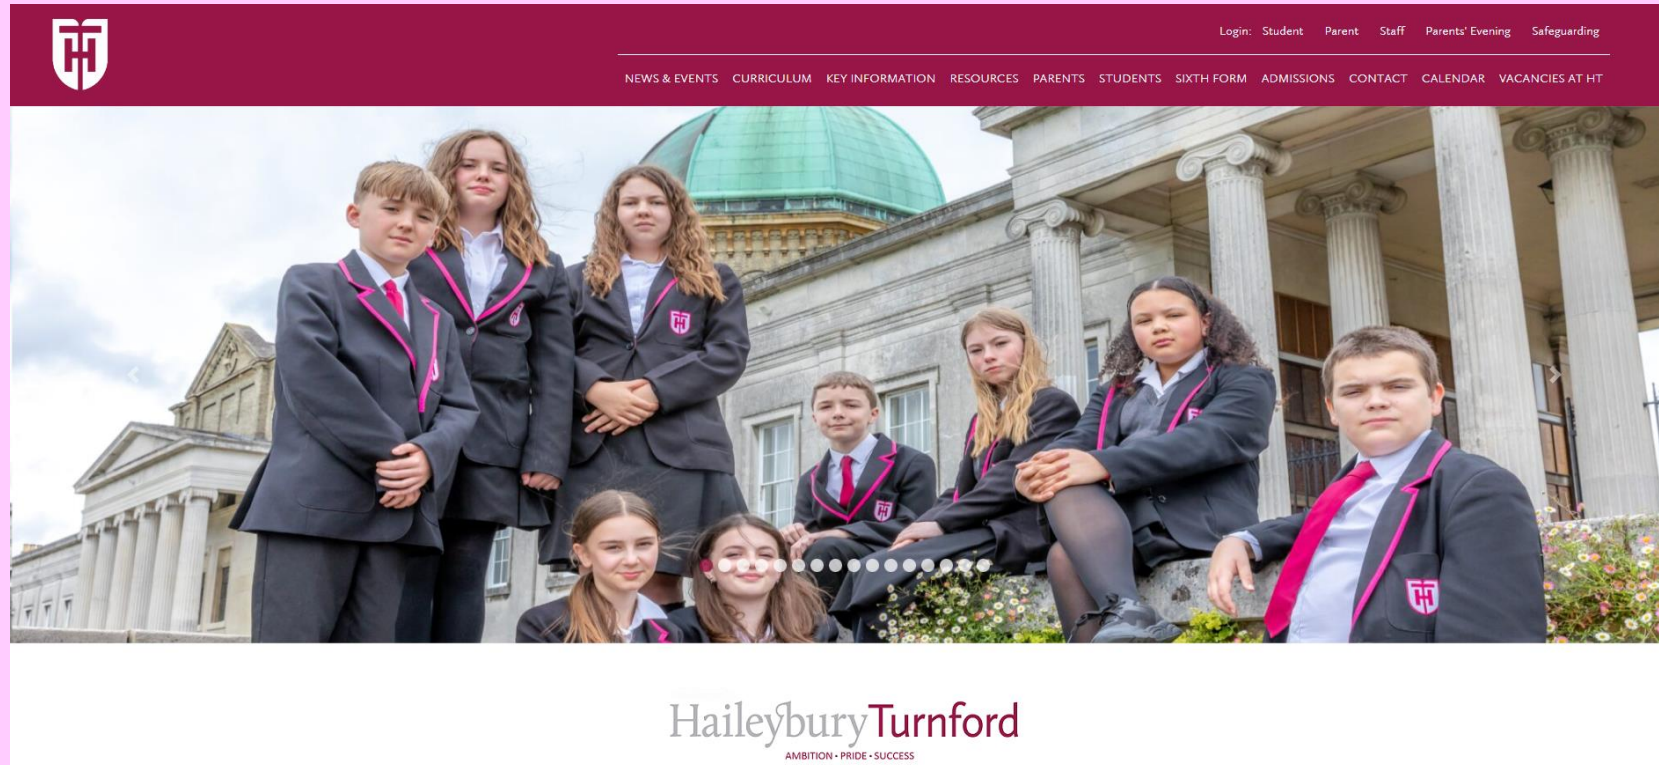 Login: Student Parent Staff Parents' Evening Safeguarding
NEWS & EVENTS CURRICULUM KEY INFORMATION RESOURCES PARENTS STUDENTS SIXTH FORM ADMISSIONS CONTACT CALENDAR VACANCIES AT HT
HaileyburyTurnford
AMBITION • PRIDE • SUCCESS